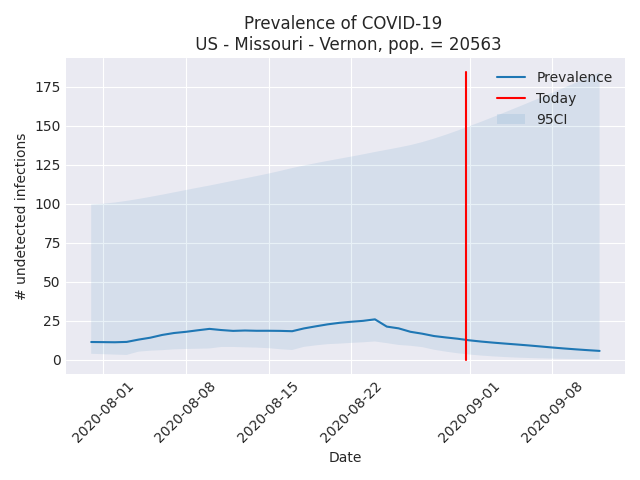 Prevalence of COVID-19
US - Missouri - Vernon, pop. = 20563
Prevalence
Today
95CI
# undetected infections
175
150
125
100
75
50
25
0
2020-08-01
2020-08-08
2020-08-15
2020-08-22
2020-09-01
2020-09-08
Date